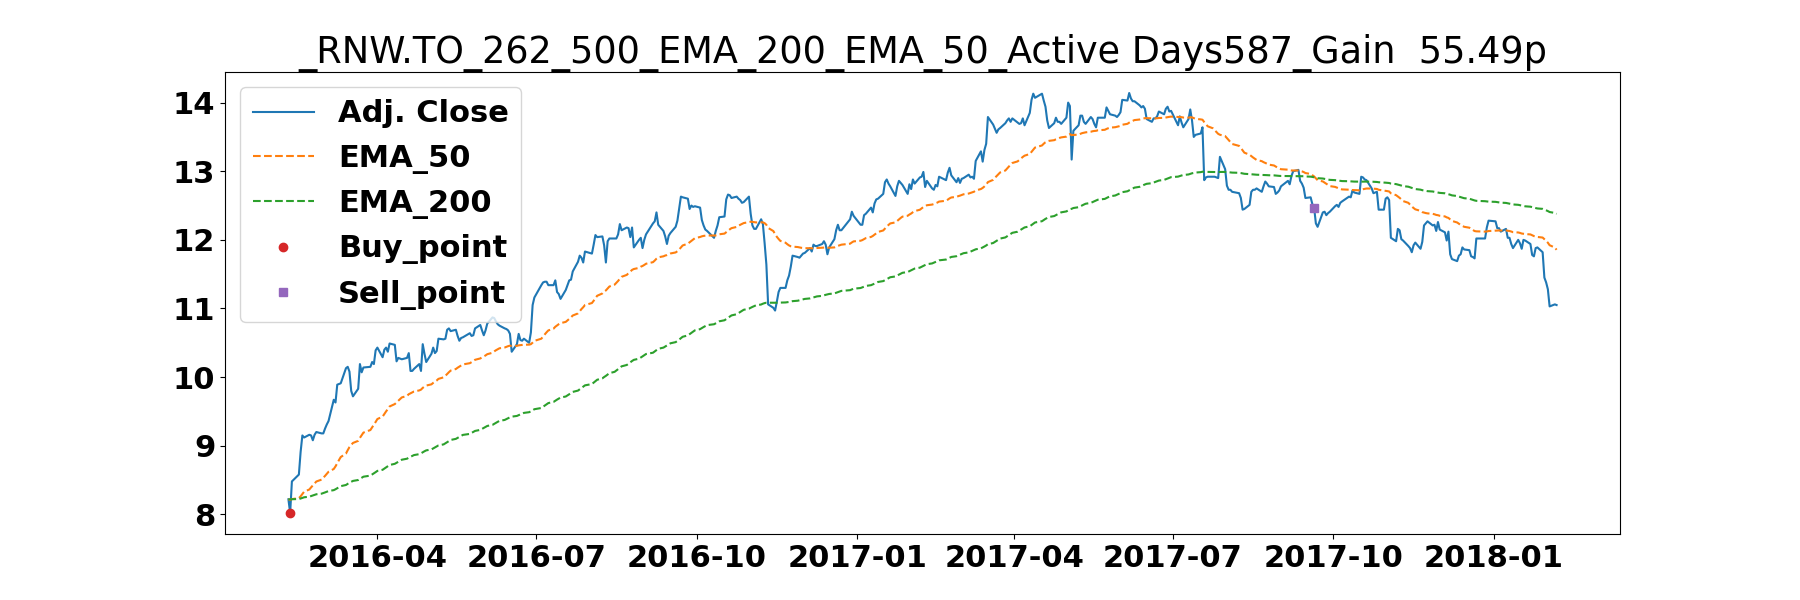 _RNW.TO_262_500_EMA_200_EMA_50_Active Days587_Gain  55.49p
Adj. Close
EMA_50
EMA_200
Buy_point
Sell_point
14
13
12
11
10
9
8
2016-04 2016-07 2016-10 2017-01 2017-04 2017-07 2017-10 2018-01